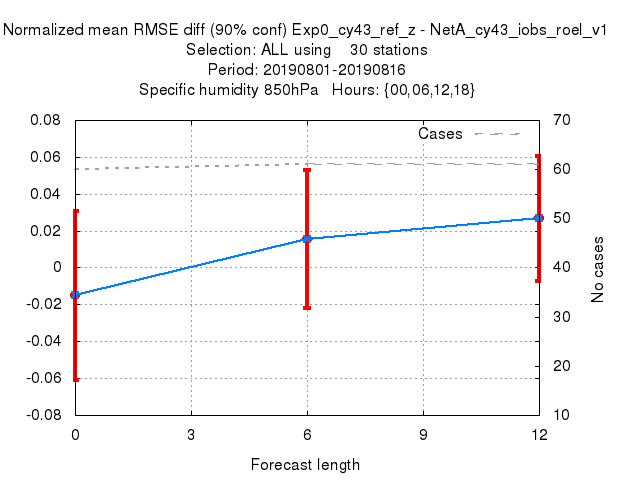 Normalized mean RMSE diff (90% conf) Exp0_cy43_ref_z - NetA_cy43_iobs_roel_v1
Selection: ALL using 30 stations
Period: 20190801-20190816
Specific humidity 850hPa Hours: {00,06,12,18}
Cases
0.08
0.06
0.04
0.02
0
-0.02
-0.04
-0.06
-0.08
70
60
50
40
30
20
10
No cases
0 3 6 9 12
Forecast length